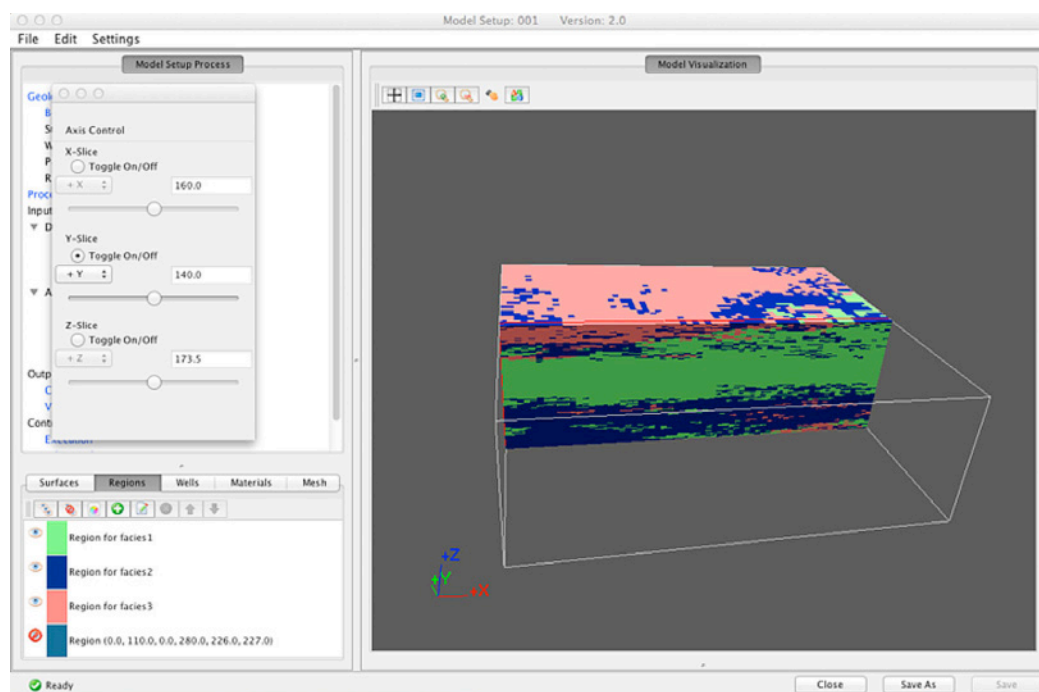 Model Setup: 001 Version: 2.0
File Edit Settings
Model Setup Process
Axis Control
X-Slice
Toggle On/Off
+ X 160.0
Y-Slice
Toggle On/Off
+ Y 140.0
Z-Slice
Toggle On/Off
+ Z 173.5
Input
Surfaces Regions Wells Materials Mesh
Region for facies1
Region for facies2
Region for facies3
Region (0.0, 110.0, 0.0, 280.0, 226.0, 227.0)
Ready
Model Visualization
+Z
+Y
+X
Close Save As Save